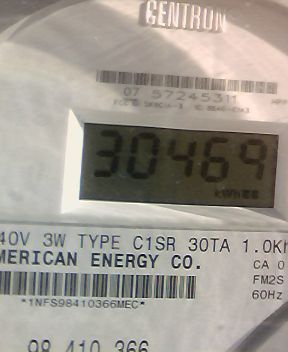 CENTRON
07 57245311
30469
kWh
40V 3W TYPE C1SR 30TA 1.0Kh
MERICAN ENERGY CO.
CA 0
FM2S
*1NFS98410366MEC*
60Hz
98 410 366